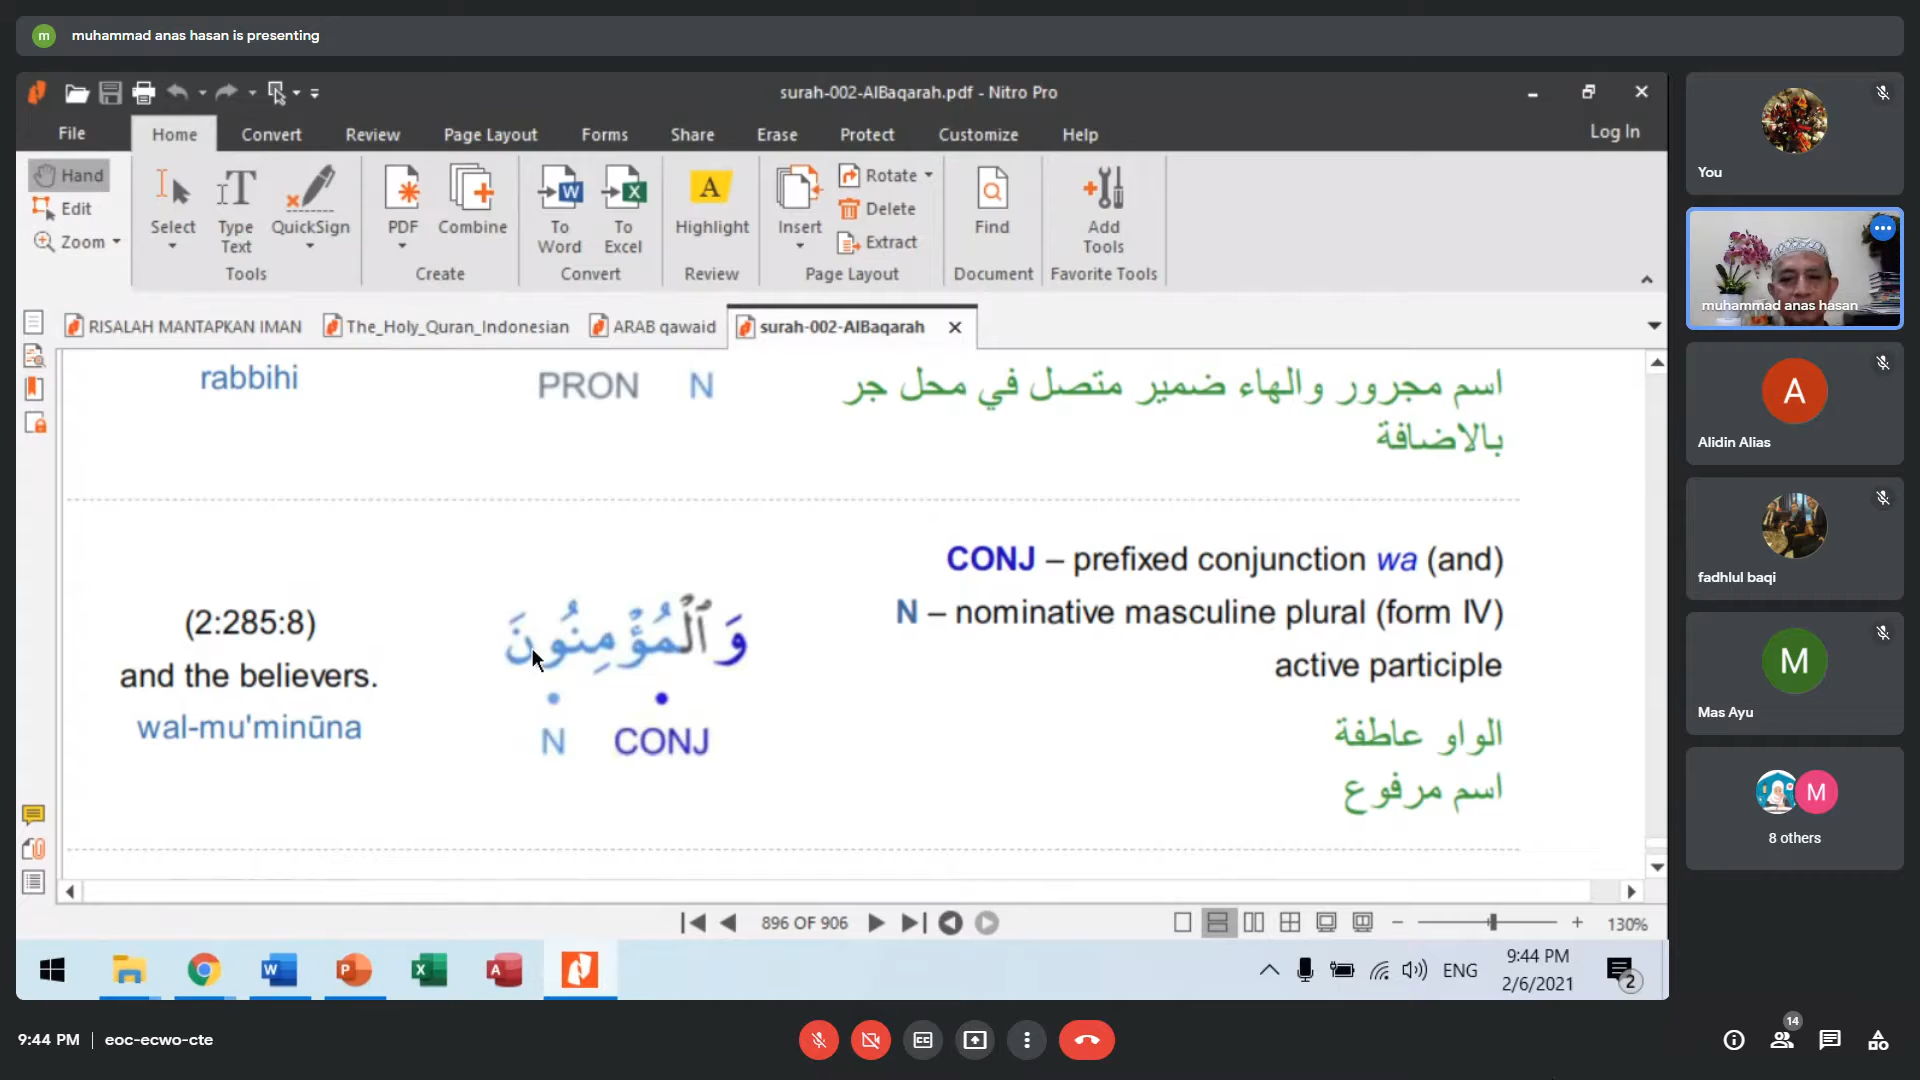 m muhammad anas hasan is presenting
surah-002-AlBaqarah.pdf - Nitro Pro
File Home Convert Review Page Layout Forms Share Erase Protect Customize Help Log In
Hand
Edit
Zoom
Select
Type Text
QuickSign
Tools
PDF
Combine
Create
To Word
To Excel
Convert
Highlight
Review
Insert
Rotate
Delete
Extract
Page Layout
Find
Document
Add Tools
Favorite Tools
RISALAH MANTAPKAN IMAN The_Holy_Quran_Indonesian ARAB qawaid surah-002-AlBaqarah
rabbihi
PRON N
اسم مجرور والهاء ضمير متصل في محل جر
بالاضافة
(2:285:8)
and the believers.
wal-mu'minūna
وَٱلْمُؤْمِنُونَ
N CONJ
CONJ – prefixed conjunction wa (and)
N – nominative masculine plural (form IV)
active participle
الواو عاطفة
اسم مرفوع
896 OF 906
130%
ENG
9:44 PM
2/6/2021
2
You
muhammad anas hasan
A
Alidin Alias
fadhlul baqi
M
Mas Ayu
M
8 others
9:44 PM | eoc-ecwo-cte
14